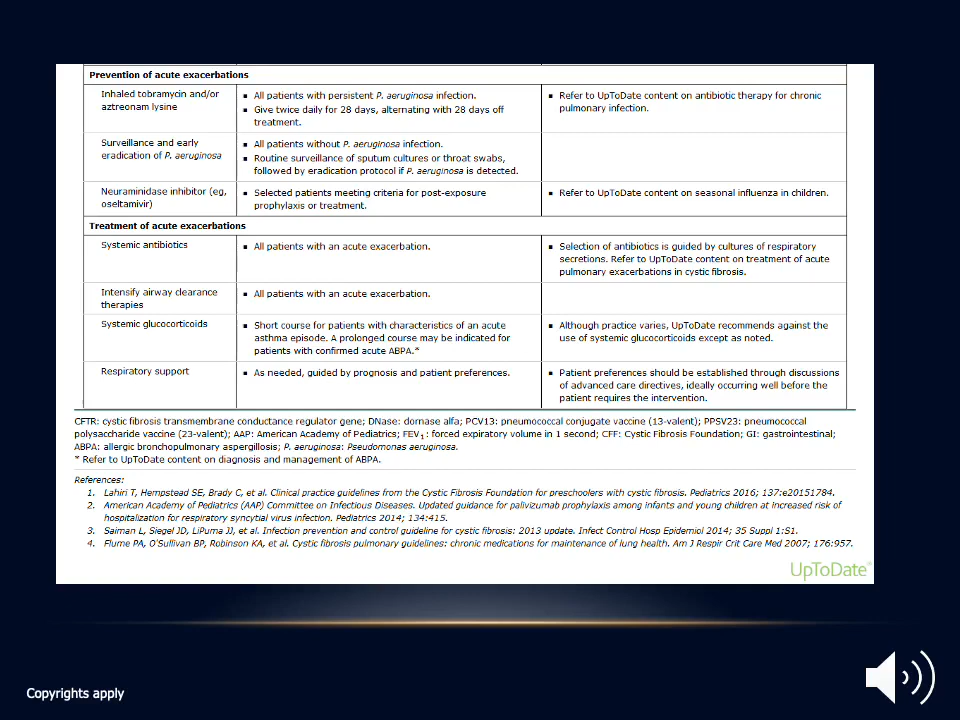 Prevention of acute exacerbations
Inhaled tobramycin and/or
aztreonam lysine
▪ All patients with persistent P. aeruginosa infection.
▪ Give twice daily for 28 days, alternating with 28 days off
treatment.
▪ Refer to UpToDate content on antibiotic therapy for chronic
pulmonary infection.
Surveillance and early
eradication of P. aeruginosa
▪ All patients without P. aeruginosa infection.
▪ Routine surveillance of sputum cultures or throat swabs,
followed by eradication protocol if P. aeruginosa is detected.
Neuraminidase inhibitor (eg,
oseltamivir)
▪ Selected patients meeting criteria for post-exposure
prophylaxis or treatment.
▪ Refer to UpToDate content on seasonal influenza in children.
Treatment of acute exacerbations
Systemic antibiotics
▪ All patients with an acute exacerbation.
▪ Selection of antibiotics is guided by cultures of respiratory
secretions. Refer to UpToDate content on treatment of acute
pulmonary exacerbations in cystic fibrosis.
Intensify airway clearance
therapies
▪ All patients with an acute exacerbation.
Systemic glucocorticoids
▪ Short course for patients with characteristics of an acute
asthma episode. A prolonged course may be indicated for
patients with confirmed acute ABPA.*
▪ Although practice varies, UpToDate recommends against the
use of systemic glucocorticoids except as noted.
Respiratory support
▪ As needed, guided by prognosis and patient preferences.
▪ Patient preferences should be established through discussions
of advanced care directives, ideally occurring well before the
patient requires the intervention.
CFTR: cystic fibrosis transmembrane conductance regulator gene; DNase: dornase alfa; PCV13: pneumococcal conjugate vaccine (13-valent); PPSV23: pneumococcal
polysaccharide vaccine (23-valent); AAP: American Academy of Pediatrics; FEV1: forced expiratory volume in 1 second; CFF: Cystic Fibrosis Foundation; GI: gastrointestinal;
ABPA: allergic bronchopulmonary aspergillosis; P. aeruginosa: Pseudomonas aeruginosa.
* Refer to UpToDate content on diagnosis and management of ABPA.
References:
1. Lahiri T, Hempstead SE, Brady C, et al. Clinical practice guidelines from the Cystic Fibrosis Foundation for preschoolers with cystic fibrosis. Pediatrics 2016; 137:e20151784.
2. American Academy of Pediatrics (AAP) Committee on Infectious Diseases. Updated guidance for palivizumab prophylaxis among infants and young children at increased risk of
hospitalization for respiratory syncytial virus infection. Pediatrics 2014; 134:415.
3. Saiman L, Siegel JD, LiPuma JJ, et al. Infection prevention and control guideline for cystic fibrosis: 2013 update. Infect Control Hosp Epidemiol 2014; 35 Suppl 1:S1.
4. Flume PA, O'Sullivan BP, Robinson KA, et al. Cystic fibrosis pulmonary guidelines: chronic medications for maintenance of lung health. Am J Respir Crit Care Med 2007; 176:957.
UpToDate®
Copyrights apply